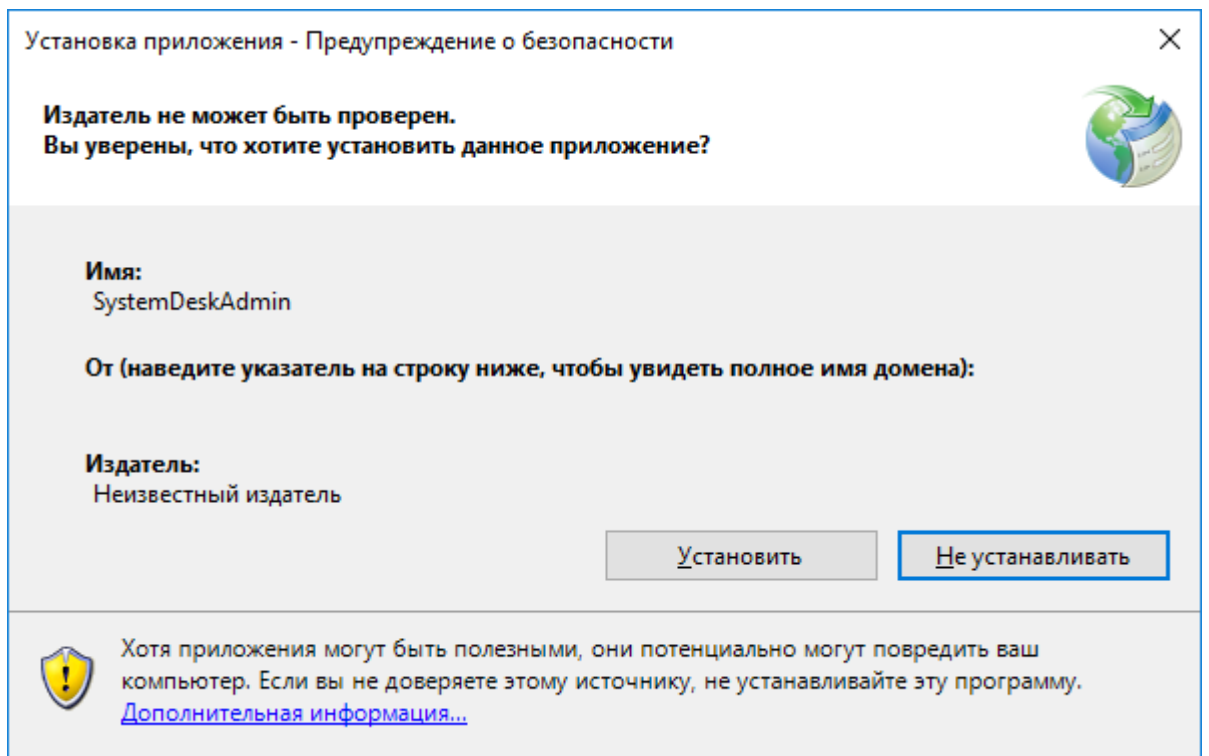 Установка приложения - Предупреждение о безопасности
Издатель не может быть проверен.
Вы уверены, что хотите установить данное приложение?
Имя:
SystemDeskAdmin
От (наведите указатель на строку ниже, чтобы увидеть полное имя домена):
Издатель:
Неизвестный издатель
Установить
Не устанавливать
Хотя приложения могут быть полезными, они потенциально могут повредить ваш
компьютер. Если вы не доверяете этому источнику, не устанавливайте эту программу.
Дополнительная информация...